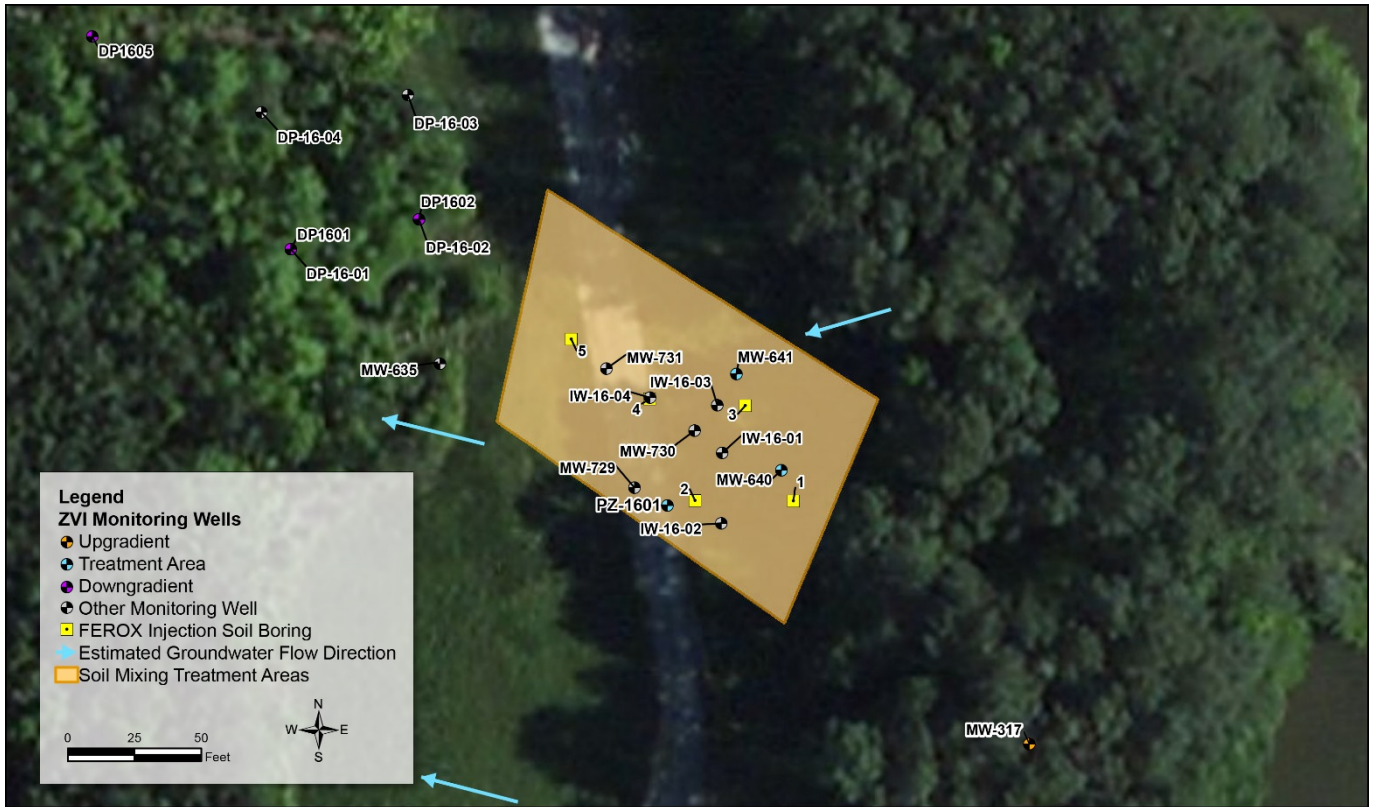 DP1605
DP-16-03
DP-16-04
DP1602
DP1601
DP-16-02
DP-16-01
MW-731
MW-641
5
MW-635
IW-16-03
IW-16-04
4
3
IW-16-01
MW-730
MW-729
MW-640
2
1
PZ-1601
IW-16-02
MW-317
Legend
ZVI Monitoring Wells
Upgradient
Treatment Area
Downgradient
Other Monitoring Well
FEROX Injection Soil Boring
Estimated Groundwater Flow Direction
Soil Mixing Treatment Areas
N
W E
S
0 25 50
Feet